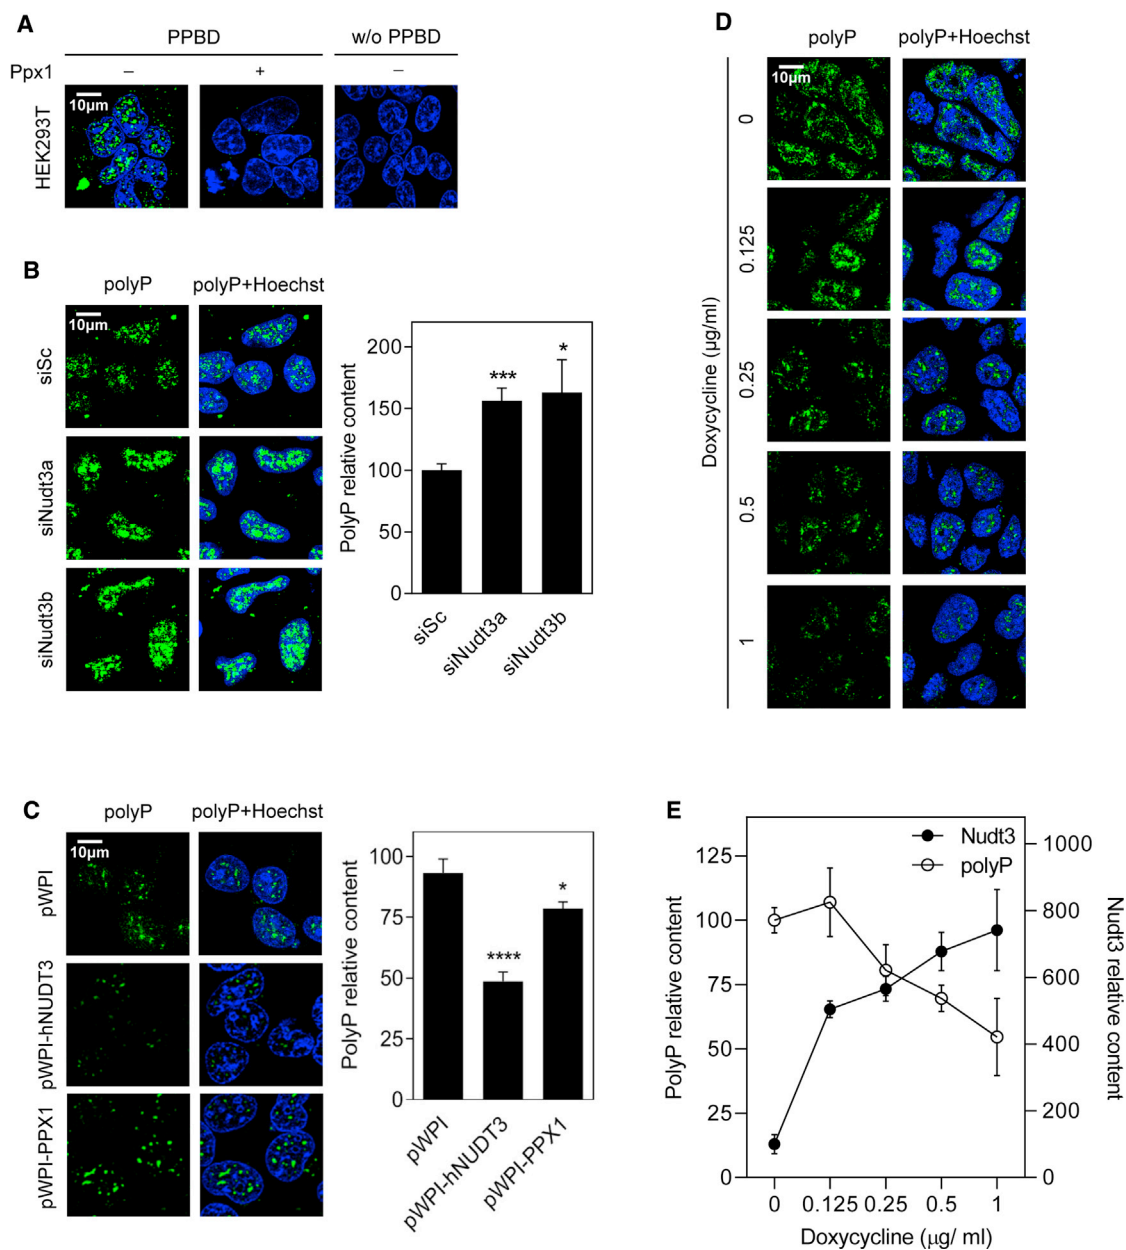 A
PPBD
w/o PPBD
Ppx1
–
+
–
HEK293T
10µm
B
polyP
polyP+Hoechst
siSc
10µm
siNudt3a
siNudt3b
PolyP relative content
200
150
100
50
0
***
*
siSc
siNudt3a
siNudt3b
C
polyP
polyP+Hoechst
pWPI
10µm
pWPI-hNUDT3
pWPI-PPX1
PolyP relative content
100
75
50
25
0
****
*
pWPI
pWPI-hNUDT3
pWPI-PPX1
D
polyP
polyP+Hoechst
10µm
Doxycycline (µg/ml)
0
0.125
0.25
0.5
1
E
Nudt3
polyP
PolyP relative content
125
100
75
50
25
0
Nudt3 relative content
1000
800
600
400
200
0
0 0.125 0.25 0.5 1
Doxycycline (µg/ ml)